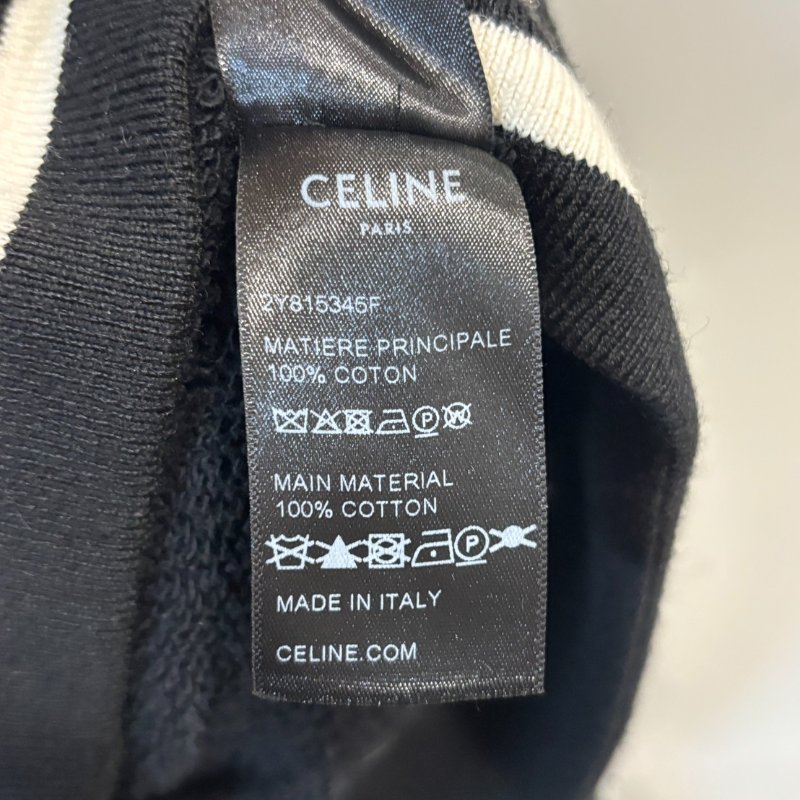 CELINE
PARIS
2Y815345F
MATIERE PRINCIPALE
100% COTON
MAIN MATERIAL
100% COTTON
MADE IN ITALY
CELINE.COM